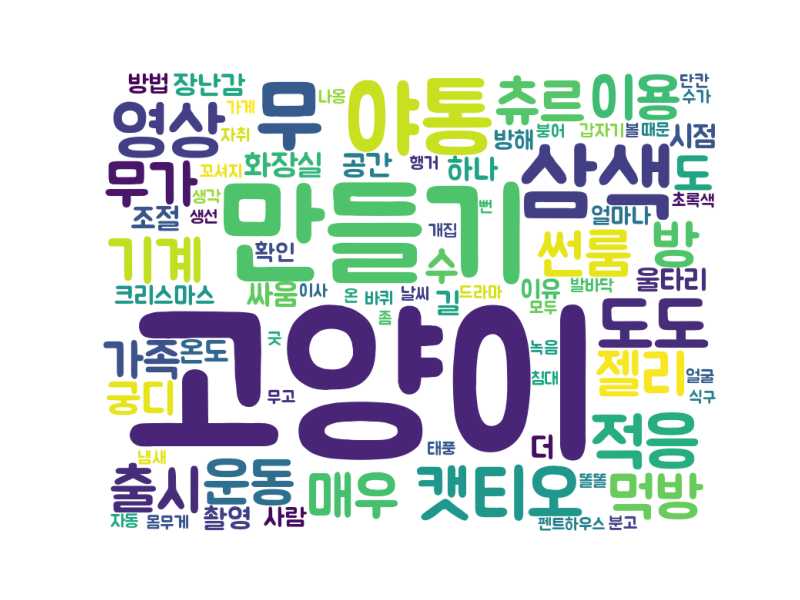 방법 장난감 나옹 가게 무 야통 츄르 이용 단칸 수가
영상 자취 방해 붕어 갑자기 볼 때문 시점
무가 꼬셔지 화장실 공간 행거 하나 삼색 도
생각 생선 조절 만들기 뻔 개집 얼마나 초록색
기계 확인 수 썬룸 방
크리스마스 싸움 이사 온 바퀴 날씨 길 드라마 이유 발바닥 울타리
좀 모두
고양이 도도
가족 온도 굿 녹음 젤리 얼굴
궁디 무고 침대 식구
냄새 태풍 더 적응
출시 운동 매우 캣티오 똘똘 먹방
자동 몸무게 촬영 사람 펜트하우스 분고